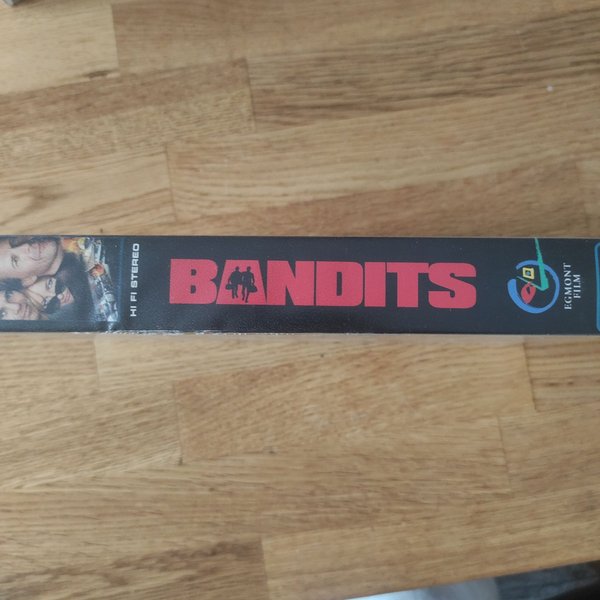 HI FI STEREO
BANDITS
EGMONT
FILM